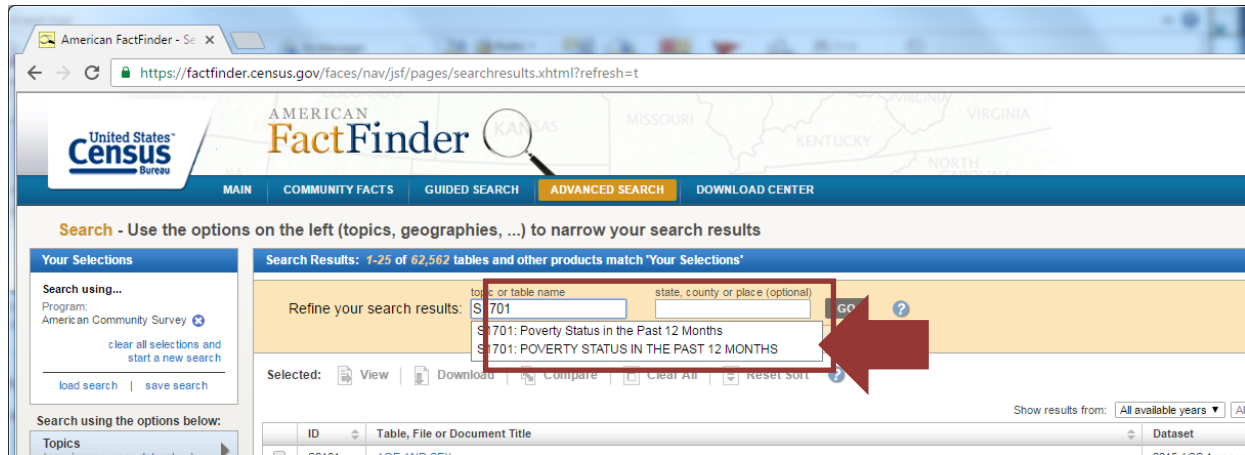 American FactFinder - Se
https://factfinder.census.gov/faces/nav/jsf/pages/searchresults.xhtml?refresh=t
KANSAS MISSOURI KENTUCKY VIRGINIA VIRGINIA NORTH
United States™
Census
Bureau
AMERICAN
FactFinder
MAIN COMMUNITY FACTS GUIDED SEARCH ADVANCED SEARCH DOWNLOAD CENTER
Search - Use the options on the left (topics, geographies, ...) to narrow your search results
Your Selections
Search using...
Program:
American Community Survey
clear all selections and
start a new search
load search | save search
Search using the options below:
Topics
Search Results: 1-25 of 62,562 tables and other products match 'Your Selections'
topic or table name state, county or place (optional)
Refine your search results: S1701 GO ?
S1701: Poverty Status in the Past 12 Months
S1701: POVERTY STATUS IN THE PAST 12 MONTHS
Selected: View | Download | Compare | Clear All | Reset Sort ?
Show results from: All available years
ID Table, File or Document Title Dataset